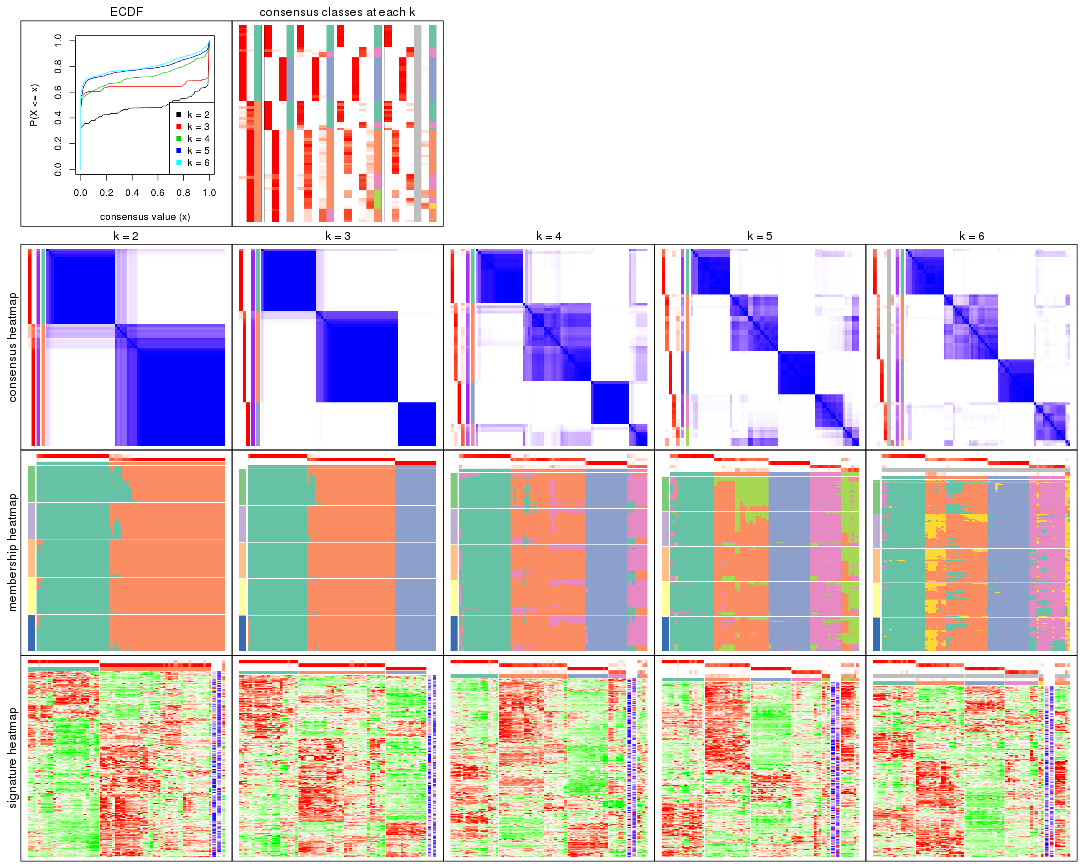 ECDF
consensus classes at each k
P(X <= x)
0.0 0.2 0.4 0.6 0.8 1.0
k = 2
k = 3
k = 4
k = 5
k = 6
0.0 0.2 0.4 0.6 0.8 1.0
consensus value (x)
k = 2 k = 3 k = 4 k = 5 k = 6
consensus heatmap
membership heatmap
signature heatmap